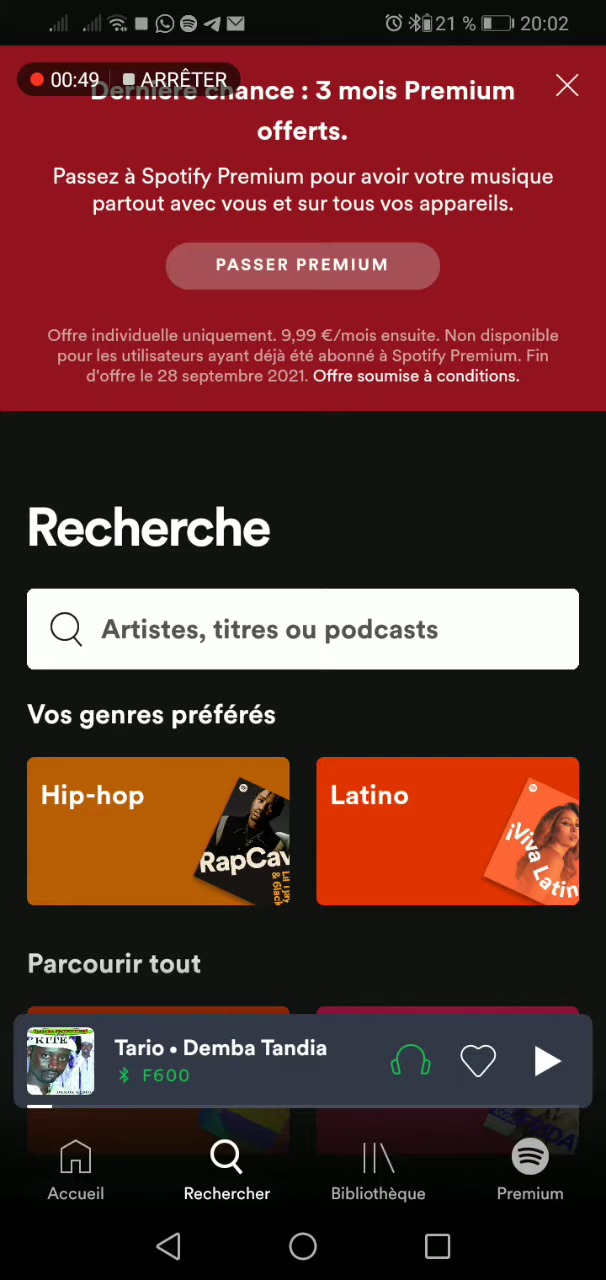 21 % 20:02
00:49 ARRÊTER
Dernière chance : 3 mois Premium
offerts.
Passez à Spotify Premium pour avoir votre musique
partout avec vous et sur tous vos appareils.
PASSER PREMIUM
Offre individuelle uniquement. 9,99 €/mois ensuite. Non disponible
pour les utilisateurs ayant déjà été abonné à Spotify Premium. Fin
d'offre le 28 septembre 2021. Offre soumise à conditions.
Recherche
Artistes, titres ou podcasts
Vos genres préférés
Hip-hop
RapCav
Latino
¡Viva Latin
Parcourir tout
KITE
Tario • Demba Tandia
F600
Accueil
Rechercher
Bibliothèque
Premium